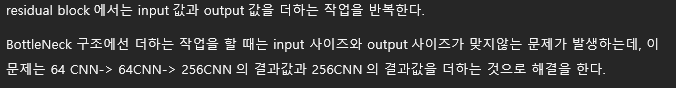 residual block 에서는 input 값과 output 값을 더하는 작업을 반복한다.
BottleNeck 구조에선 더하는 작업을 할 때는 input 사이즈와 output 사이즈가 맞지않는 문제가 발생하는데, 이
문제는 64 CNN-> 64CNN-> 256CNN 의 결과값과 256CNN 의 결과값을 더하는 것으로 해결을 한다.